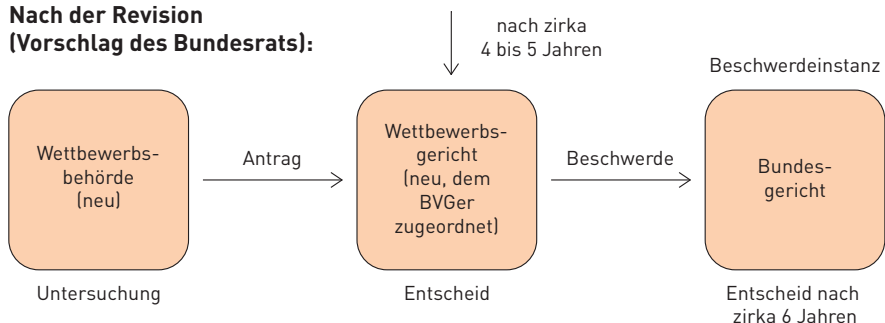 Nach der Revision
(Vorschlag des Bundesrats):
nach zirka
4 bis 5 Jahren
Beschwerdeinstanz
Wettbewerbs-
behörde
(neu)
Antrag
Wettbewerbs-
gericht
(neu, dem
BVGer
zugeordnet)
Beschwerde
Bundes-
gericht
Untersuchung
Entscheid
Entscheid nach
zirka 6 Jahren